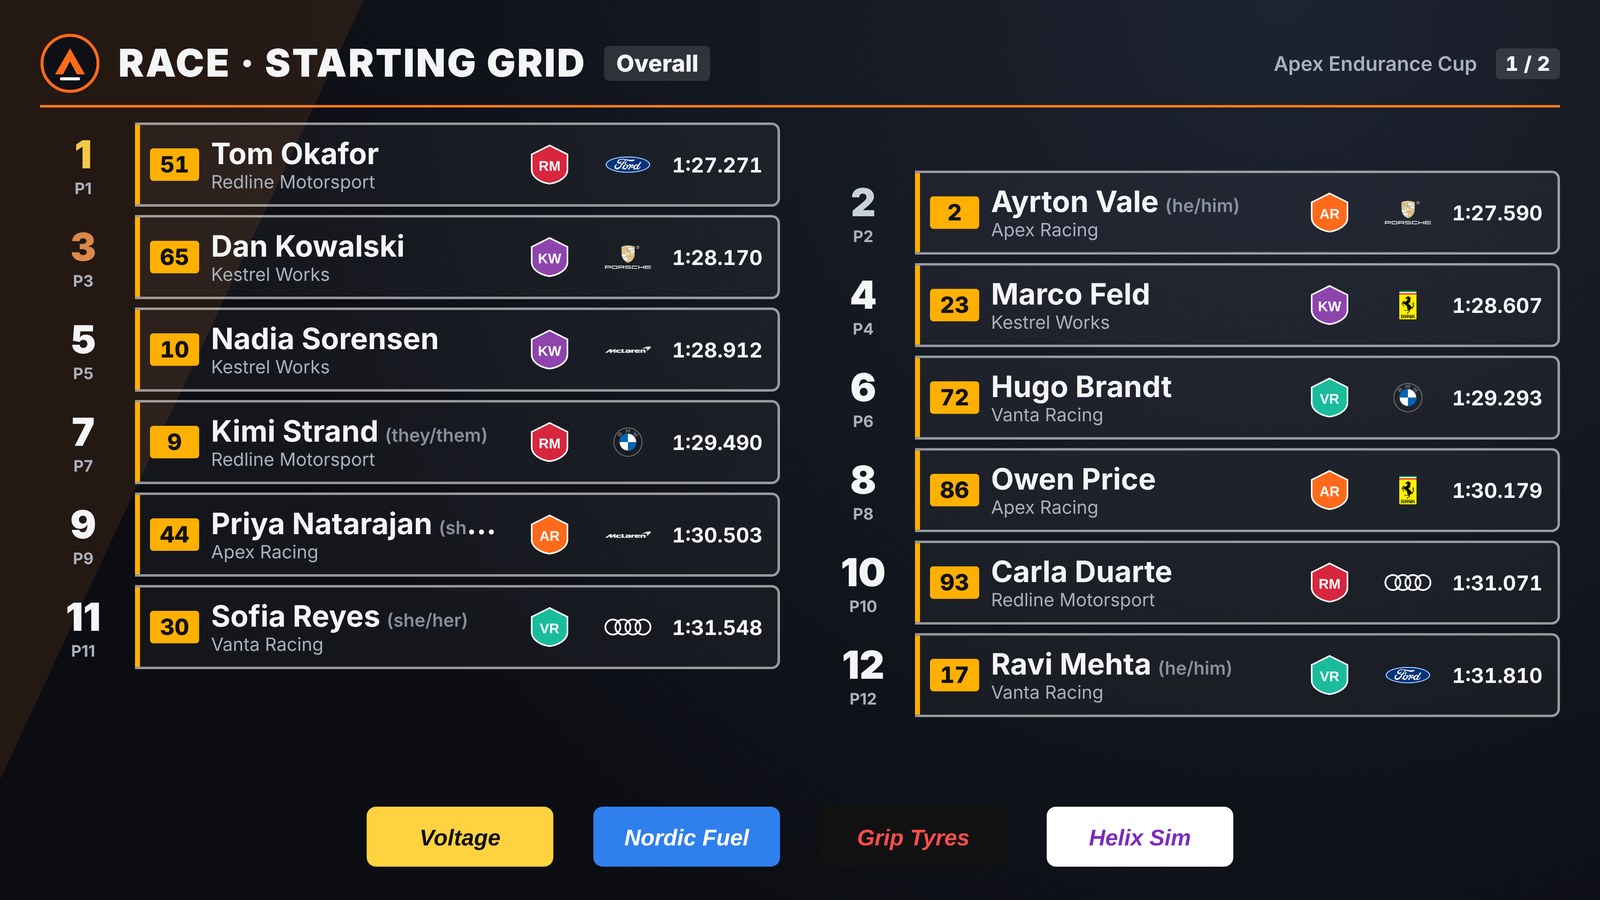 RACE · STARTING GRID Overall
Apex Endurance Cup 1 / 2
1 P1 51 Tom Okafor RM Ford 1:27.271
Redline Motorsport
2 P2 2 Ayrton Vale (he/him) AR PORSCHE 1:27.590
Apex Racing
3 P3 65 Dan Kowalski KW PORSCHE 1:28.170
Kestrel Works
4 P4 23 Marco Feld KW 1:28.607
Kestrel Works
5 P5 10 Nadia Sorensen KW McLaren 1:28.912
Kestrel Works
6 P6 72 Hugo Brandt VR 1:29.293
Vanta Racing
7 P7 9 Kimi Strand (they/them) RM 1:29.490
Redline Motorsport
8 P8 86 Owen Price AR 1:30.179
Apex Racing
9 P9 44 Priya Natarajan (sh... AR McLaren 1:30.503
Apex Racing
10 P10 93 Carla Duarte RM 1:31.071
Redline Motorsport
11 P11 30 Sofia Reyes (she/her) VR 1:31.548
Vanta Racing
12 P12 17 Ravi Mehta (he/him) VR Ford 1:31.810
Vanta Racing
Voltage
Nordic Fuel
Grip Tyres
Helix Sim